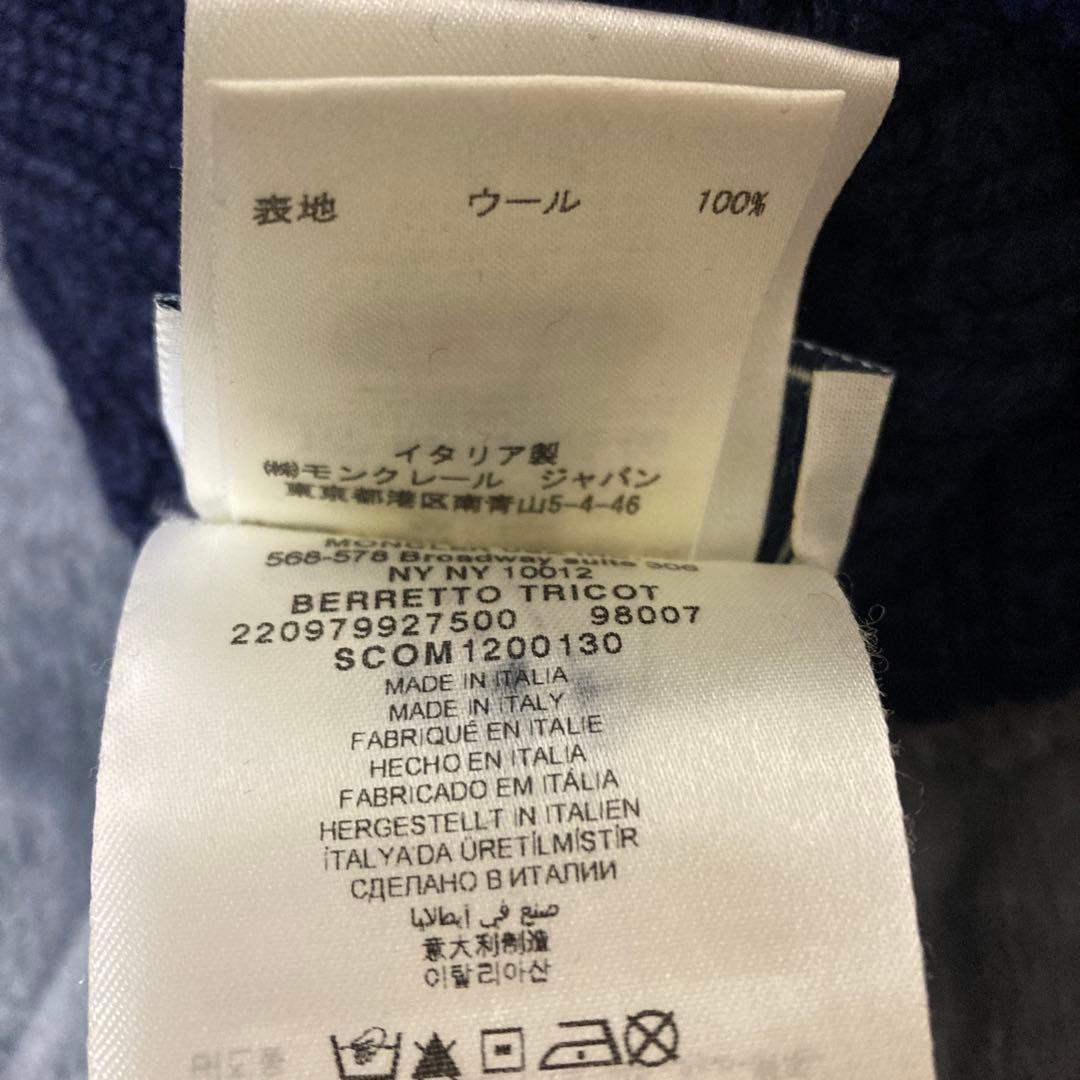 表地 ウール 100%
イタリア製
㈱モンクレール ジャパン
東京都港区南青山5-4-46
MONCLER
568-578 Broadway suite 306
NY NY 10012
BERRETTO TRICOT
220979927500 98007
SCOM1200130
MADE IN ITALIA
MADE IN ITALY
FABRIQUÉ EN ITALIE
HECHO EN ITALIA
FABRICADO EM ITÁLIA
HERGESTELLT IN ITALIEN
İTALYA'DA ÜRETİLMİŞTİR
СДЕЛАНО В ИТАЛИИ
صنع في إيطاليا
意大利制造
이탈리아산